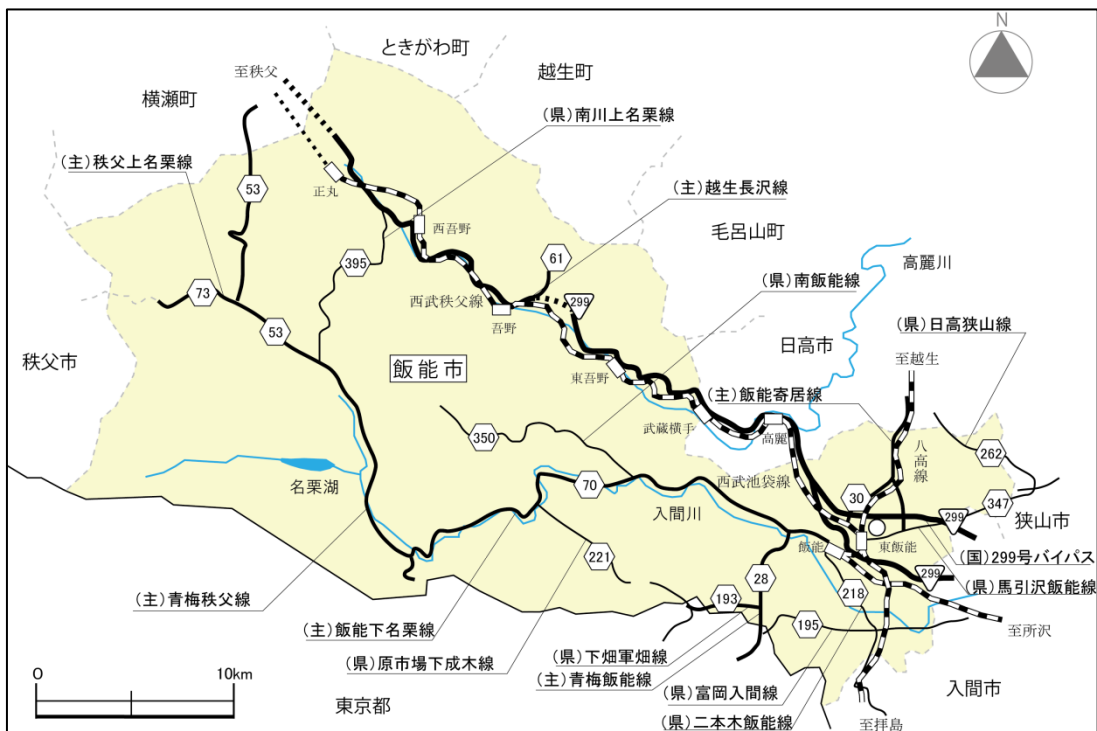 ときがわ町
N
越生町
至秩父
横瀬町
(県)南川上名栗線
(主)秩父上名栗線
53
正丸
(主)越生長沢線
西吾野
毛呂山町
395
61
高麗川
73
西武秩父線
299
(県)南飯能線
吾野
53
(県)日高狭山線
日高市
秩父市
飯能市
東吾野
至越生
(主)飯能寄居線
武蔵横手
高麗
350
八高線
262
名栗湖
70
西武池袋線
30
347
入間川
299
狭山市
飯能
東飯能
(国)299号バイパス
221
28
299
(県)馬引沢飯能線
(主)青梅秩父線
193
218
195
(主)飯能下名栗線
至所沢
(県)下畑軍畑線
(県)原市場下成木線
(主)青梅飯能線
0
10km
(県)富岡入間線
入間市
東京都
(県)二本木飯能線
至拝島